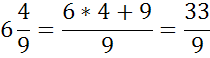 6 4/9 = (6 * 4 + 9)/9 = 33/9